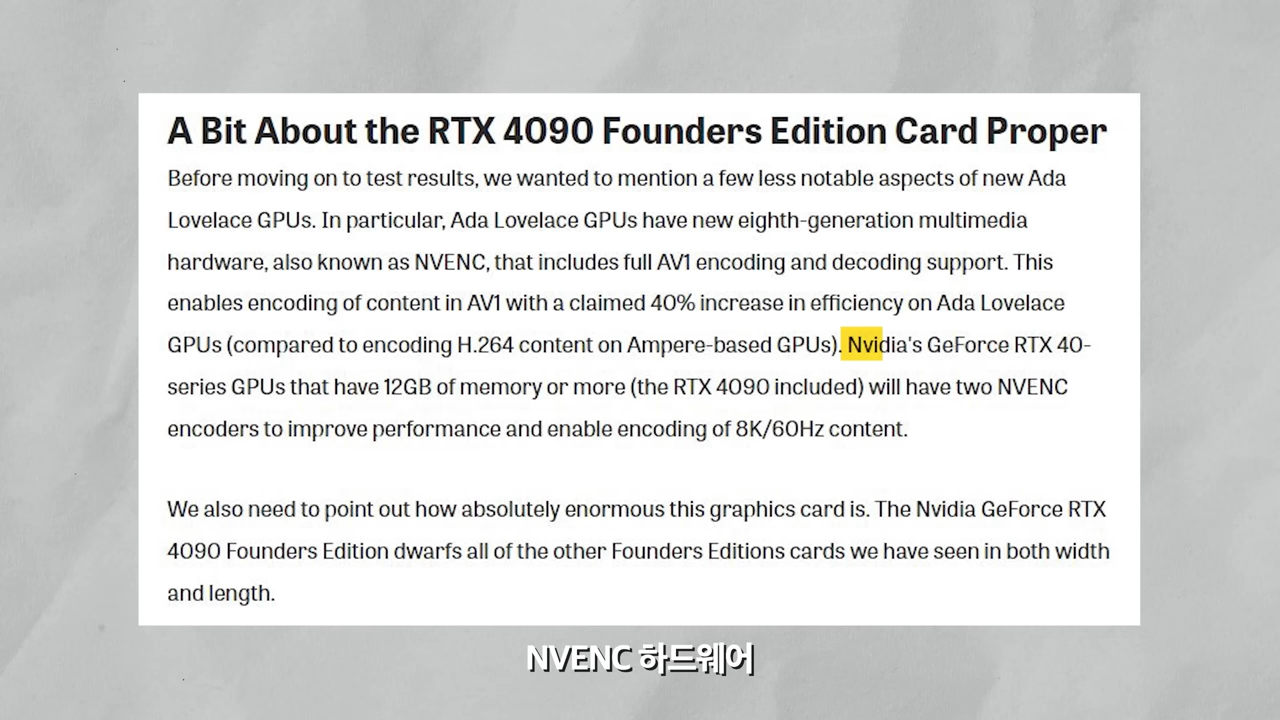 A Bit About the RTX 4090 Founders Edition Card Proper
Before moving on to test results, we wanted to mention a few less notable aspects of new Ada
Lovelace GPUs. In particular, Ada Lovelace GPUs have new eighth-generation multimedia
hardware, also known as NVENC, that includes full AV1 encoding and decoding support. This
enables encoding of content in AV1 with a claimed 40% increase in efficiency on Ada Lovelace
GPUs (compared to encoding H.264 content on Ampere-based GPUs). Nvidia's GeForce RTX 40-
series GPUs that have 12GB of memory or more (the RTX 4090 included) will have two NVENC
encoders to improve performance and enable encoding of 8K/60Hz content.
We also need to point out how absolutely enormous this graphics card is. The Nvidia GeForce RTX
4090 Founders Edition dwarfs all of the other Founders Editions cards we have seen in both width
and length.
NVENC 하드웨어